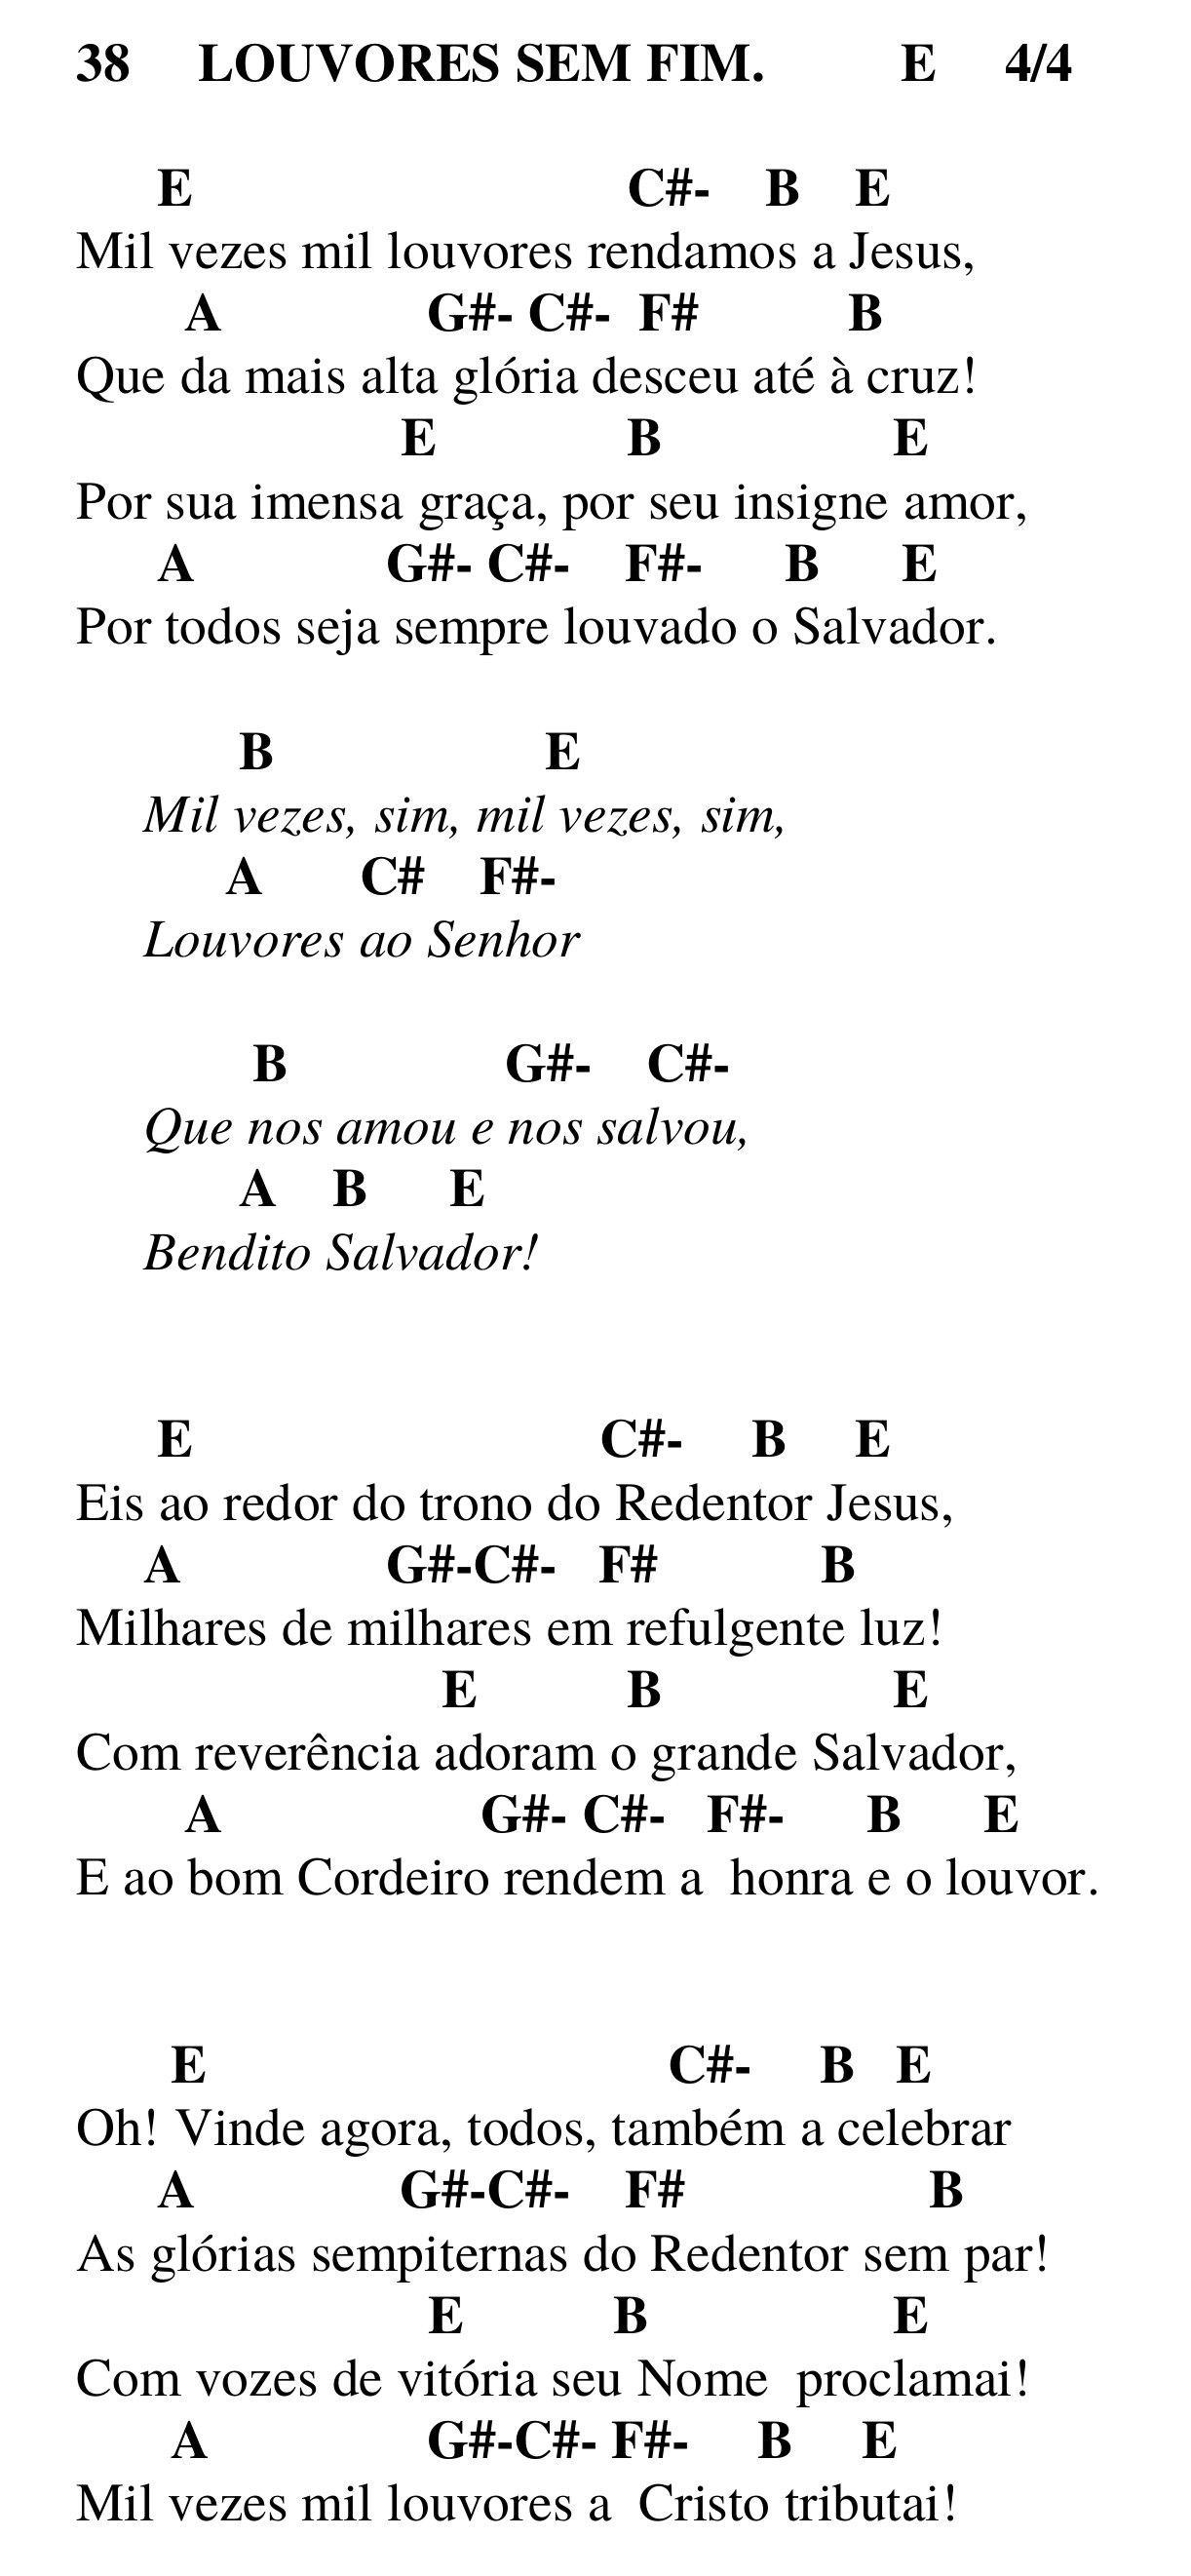 38 LOUVORES SEM FIM. E 4/4
E C#- B E
Mil vezes mil louvores rendamos a Jesus,
A G#- C#- F# B
Que da mais alta glória desceu até à cruz!
E B E
Por sua imensa graça, por seu insigne amor,
A G#- C#- F#- B E
Por todos seja sempre louvado o Salvador.
B E
Mil vezes, sim, mil vezes, sim,
A C# F#-
Louvores ao Senhor
B G#- C#-
Que nos amou e nos salvou,
A B E
Bendito Salvador!
E C#- B E
Eis ao redor do trono do Redentor Jesus,
A G#-C#- F# B
Milhares de milhares em refulgente luz!
E B E
Com reverência adoram o grande Salvador,
A G#- C#- F#- B E
E ao bom Cordeiro rendem a honra e o louvor.
E C#- B E
Oh! Vinde agora, todos, também a celebrar
A G#-C#- F# B
As glórias sempiternas do Redentor sem par!
E B E
Com vozes de vitória seu Nome proclamai!
A G#-C#- F#- B E
Mil vezes mil louvores a Cristo tributai!